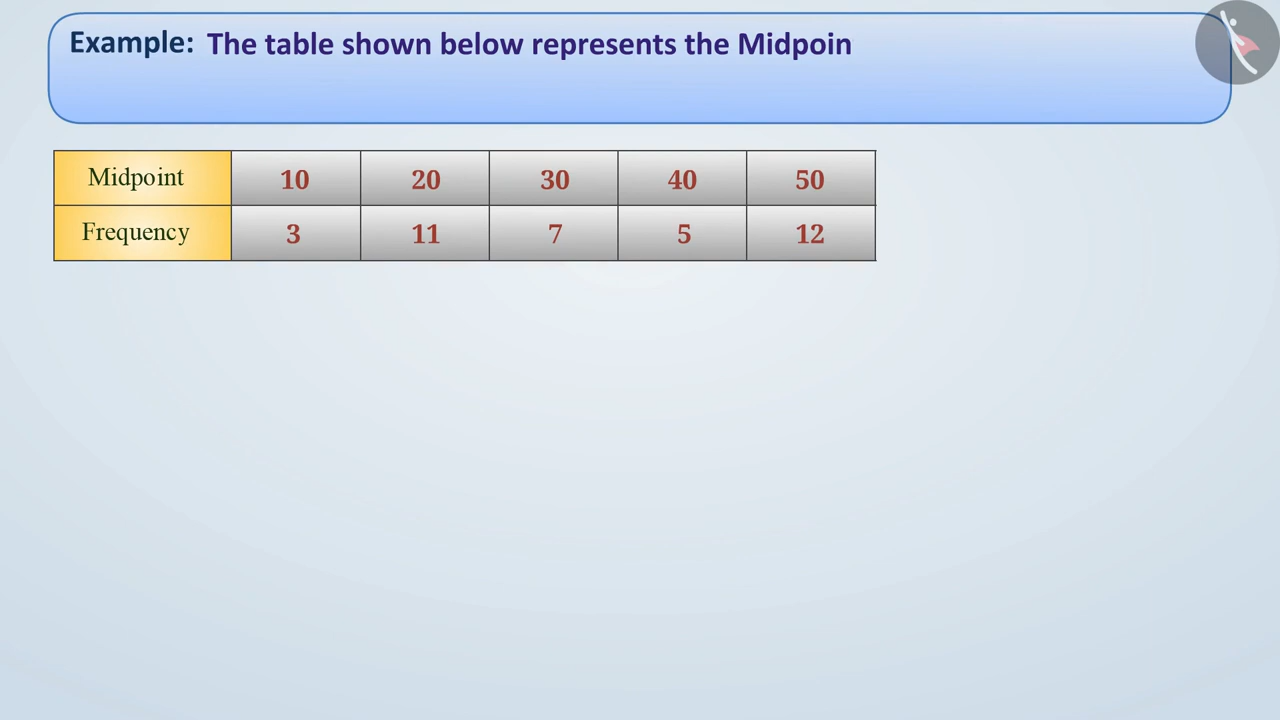 Example: The table shown below represents the Midpoin
Midpoint 10 20 30 40 50
Frequency 3 11 7 5 12